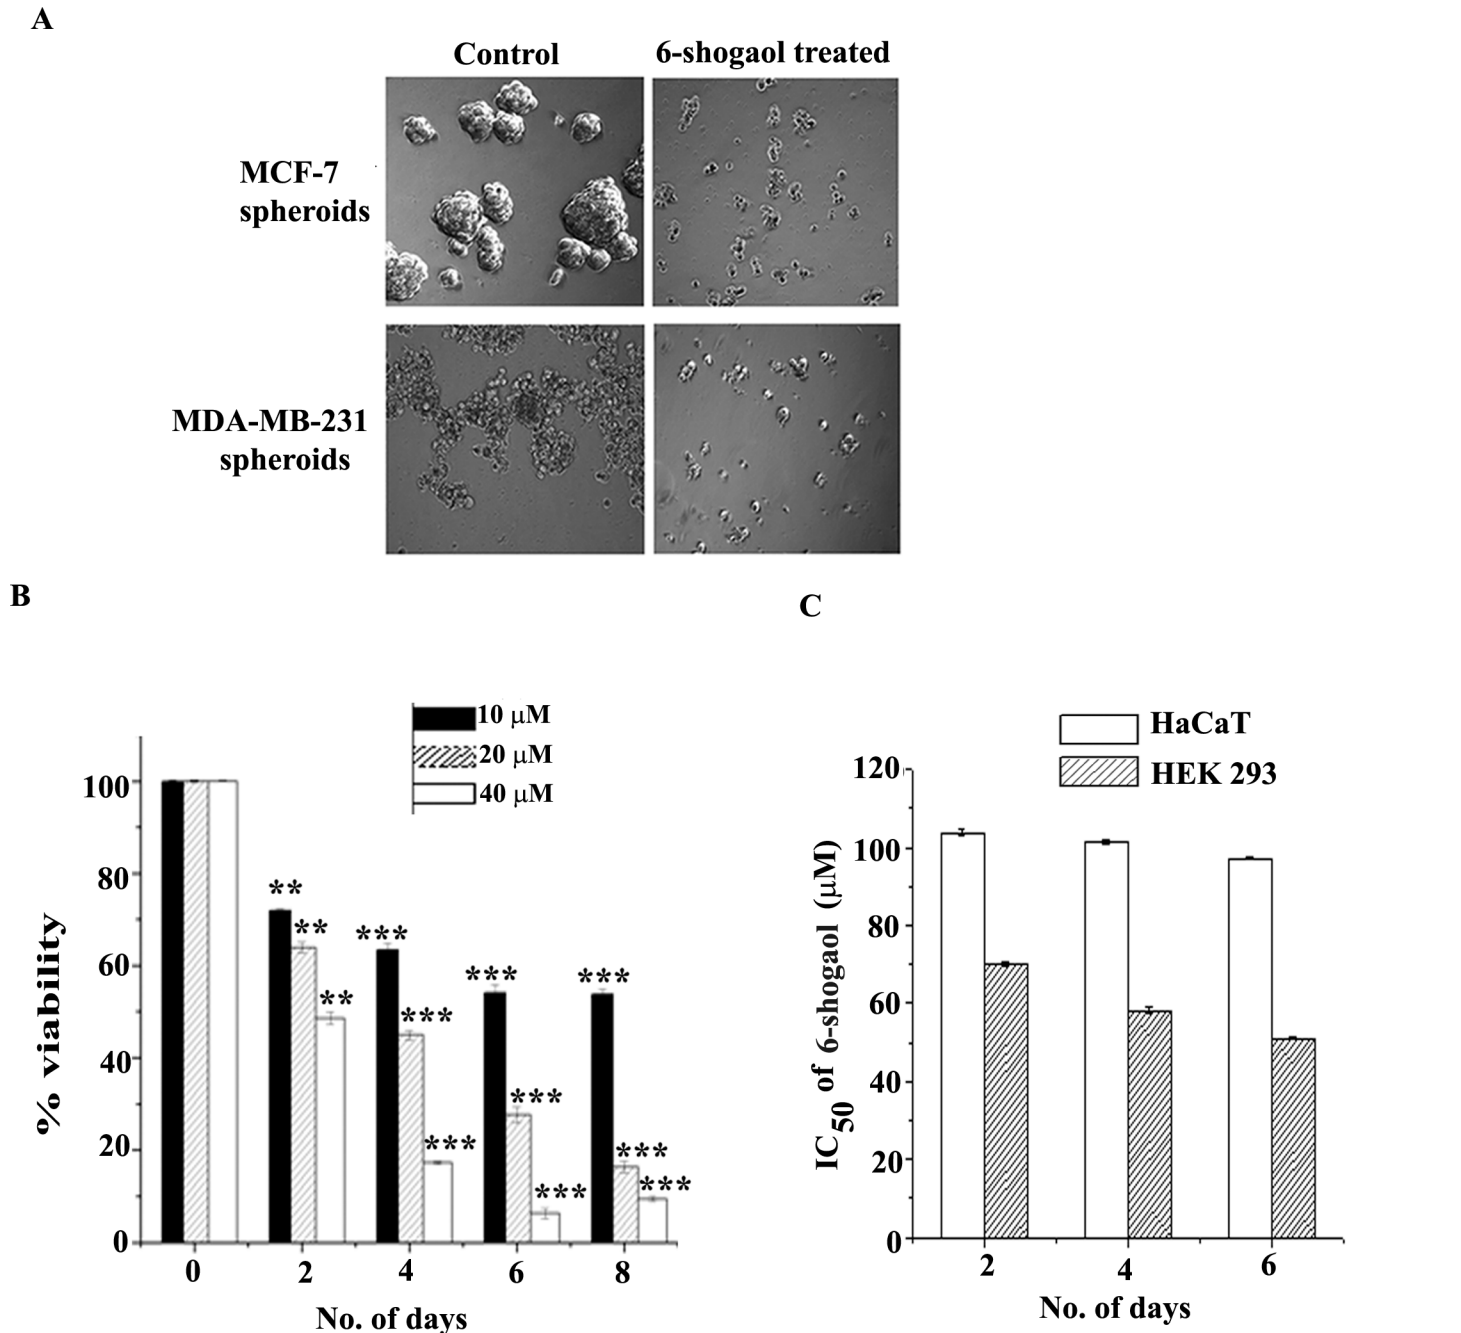 A
Control
6-shogaol treated
MCF-7
spheroids
MDA-MB-231
spheroids
B
10 μM
20 μM
40 μM
100
80
60
40
20
0
% viability
**
**
**
***
***
***
***
***
***
***
***
***
0
2
4
6
8
No. of days
C
HaCaT
HEK 293
120
100
80
60
40
20
0
IC50 of 6-shogaol (μM)
2
4
6
No. of days